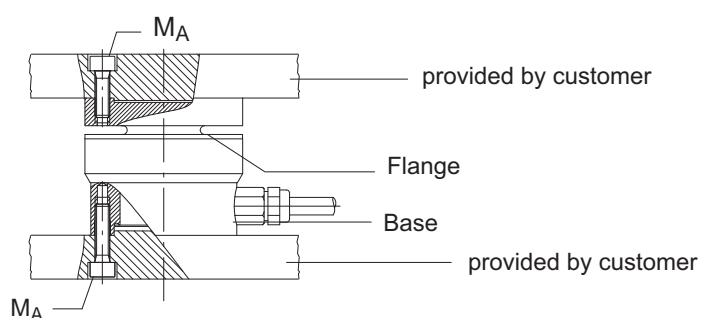 MA
provided by customer
Flange
Base
provided by customer
MA